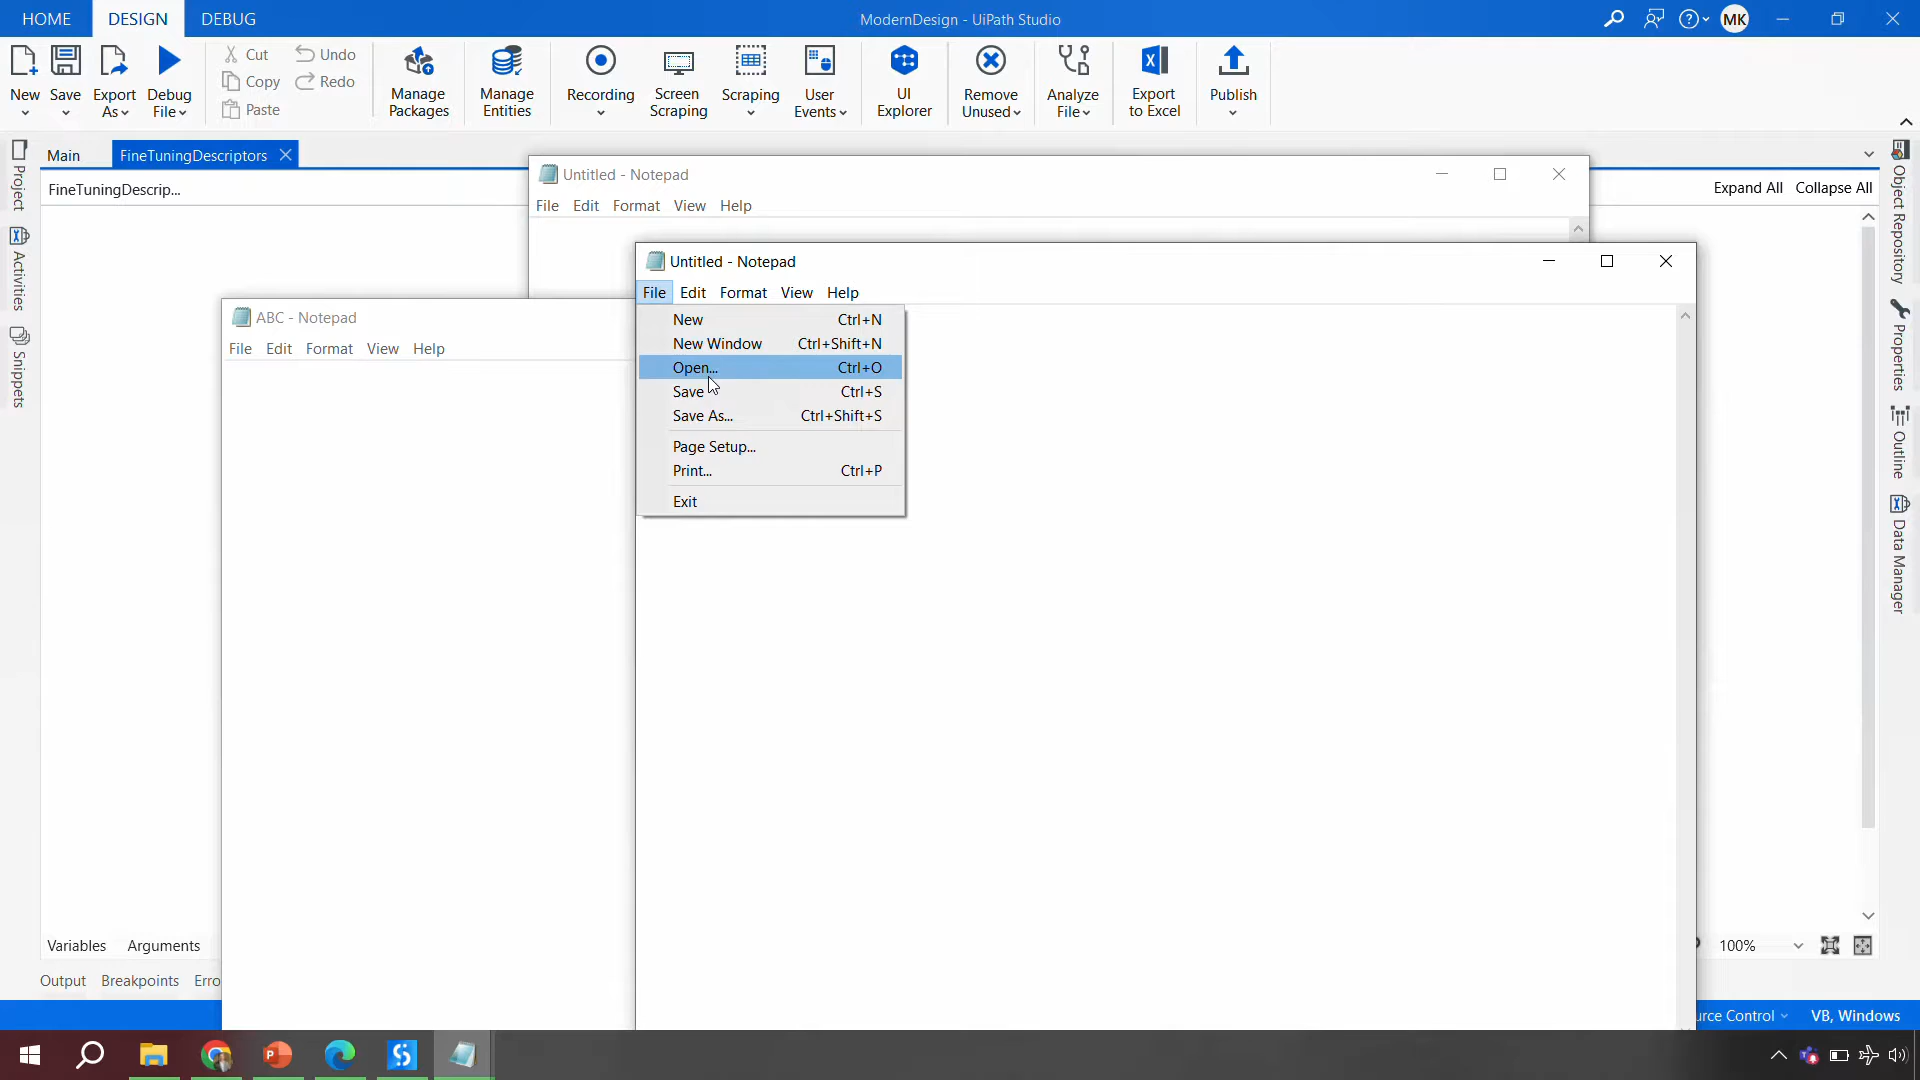 HOME DESIGN DEBUG ModernDesign - UiPath Studio MK
New Save Export As Debug File Cut Undo Copy Redo Paste Manage Packages Manage Entities Recording Screen Scraping Scraping User Events UI Explorer Remove Unused Analyze File Export to Excel Publish
Main FineTuningDescriptors
FineTuningDescrip... Expand All Collapse All
Project
Activities
Snippets
Untitled - Notepad
File Edit Format View Help
Untitled - Notepad
File Edit Format View Help
New Ctrl+N
New Window Ctrl+Shift+N
Open... Ctrl+O
Save Ctrl+S
Save As... Ctrl+Shift+S
Page Setup...
Print... Ctrl+P
Exit
ABC - Notepad
File Edit Format View Help
Object Repository
Properties
Outline
Data Manager
Variables Arguments 100%
Output Breakpoints Erro
urce Control VB, Windows